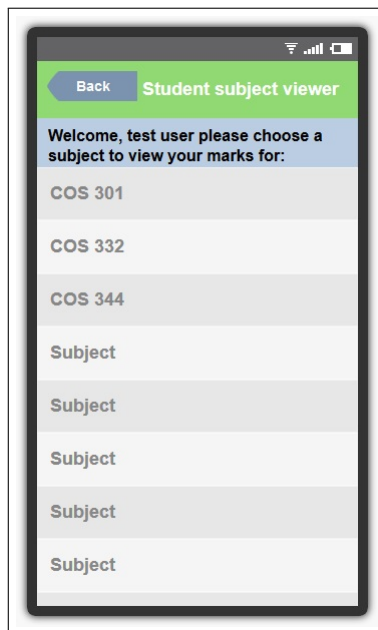 Back
Student subject viewer
Welcome, test user please choose a
subject to view your marks for:
COS 301
COS 332
COS 344
Subject
Subject
Subject
Subject
Subject